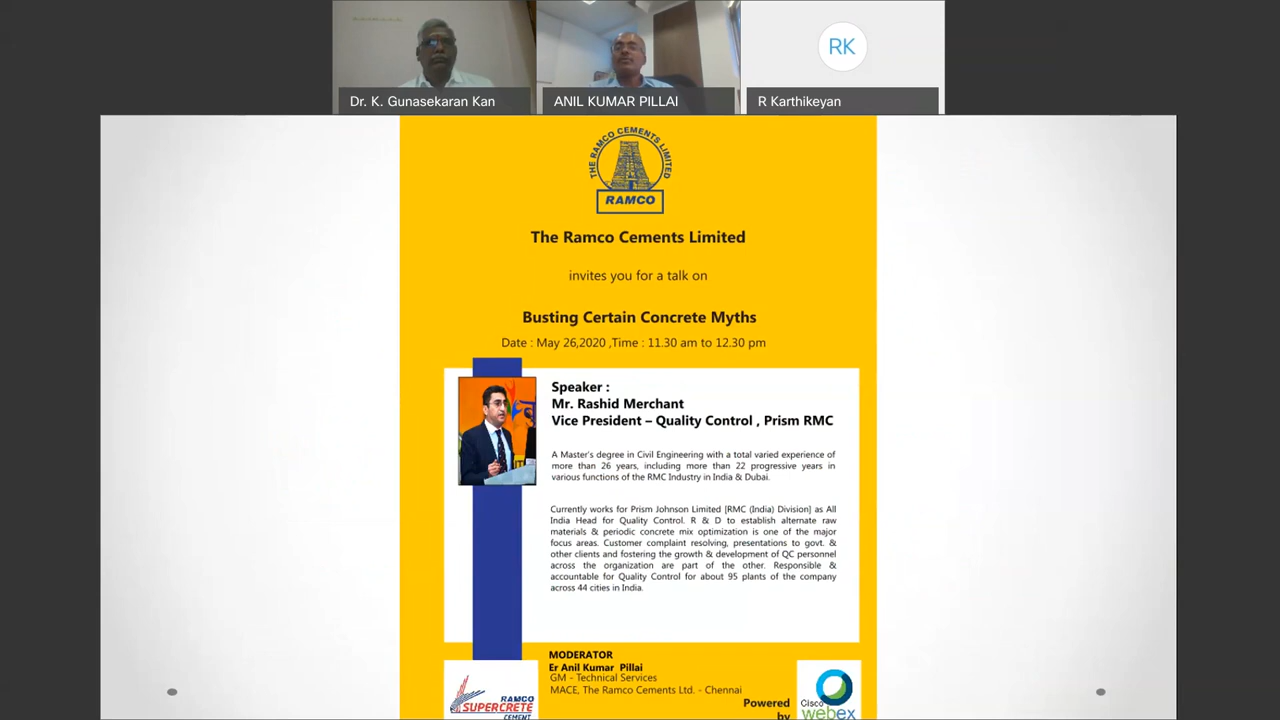 Dr. K. Gunasekaran Kan
ANIL KUMAR PILLAI
RK
R Karthikeyan
THE RAMCO CEMENTS LIMITED
RAMCO
The Ramco Cements Limited
invites you for a talk on
Busting Certain Concrete Myths
Date : May 26,2020 ,Time : 11.30 am to 12.30 pm
Speaker :
Mr. Rashid Merchant
Vice President – Quality Control , Prism RMC
A Master's degree in Civil Engineering with a total varied experience of
more than 26 years, including more than 22 progressive years in
various functions of the RMC Industry in India & Dubai.
Currently works for Prism Johnson Limited [RMC (India) Division] as All
India Head for Quality Control. R & D to establish alternate raw
materials & periodic concrete mix optimization is one of the major
focus areas. Customer complaint resolving, presentations to govt. &
other clients and fostering the growth & development of QC personnel
across the organization are part of the other. Responsible &
accountable for Quality Control for about 95 plants of the company
across 44 cities in India.
MODERATOR
Er Anil Kumar Pillai
GM - Technical Services
MACE, The Ramco Cements Ltd. - Chennai
RAMCO
SUPERCRETE
CEMENT
Powered
by
Cisco
webex